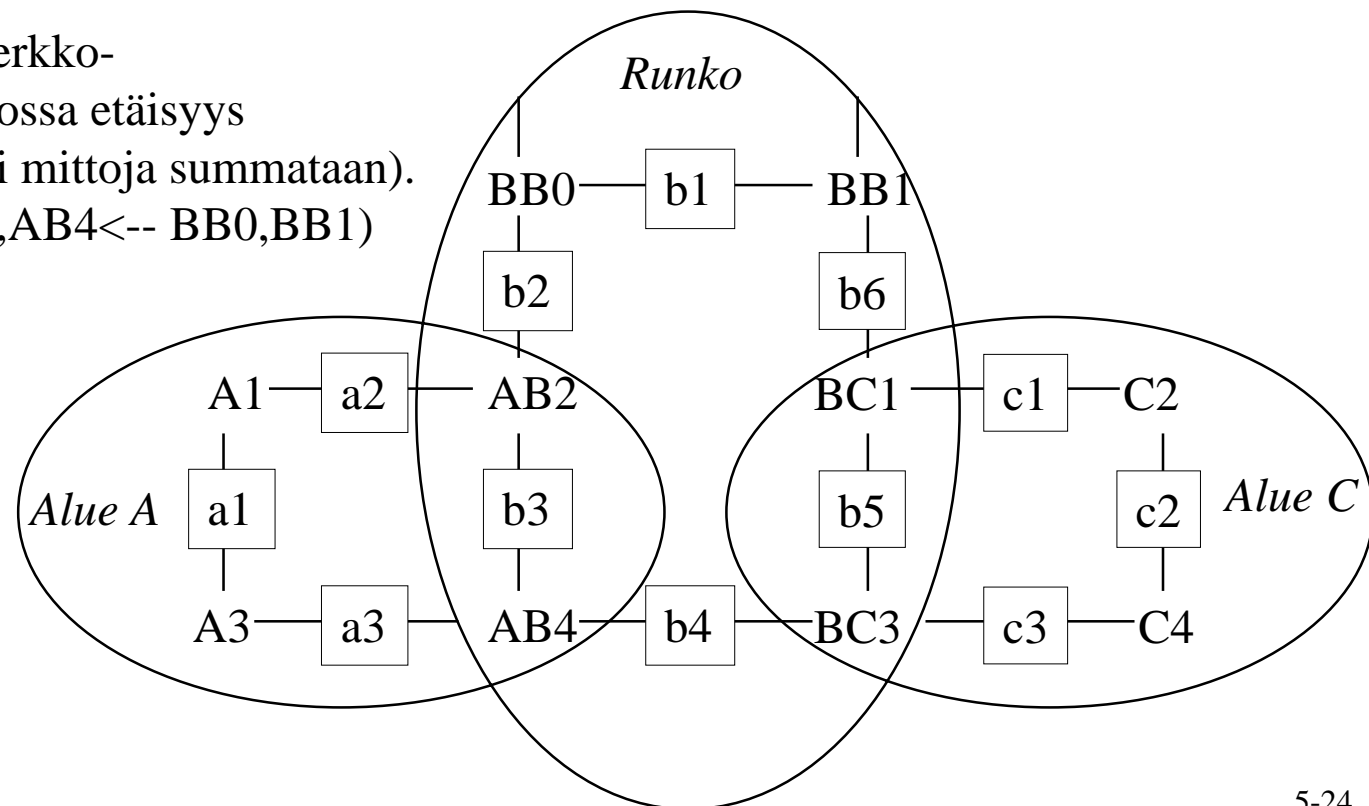 erkko-
ossa etäisyys
i mittoja summataan).
,AB4<-- BB0,BB1)
Runko
BB0 b1 BB1
b2 b6
A1 a2 AB2 BC1 c1 C2
Alue A a1 b3 b5 c2 Alue C
A3 a3 AB4 b4 BC3 c3 C4
5-24